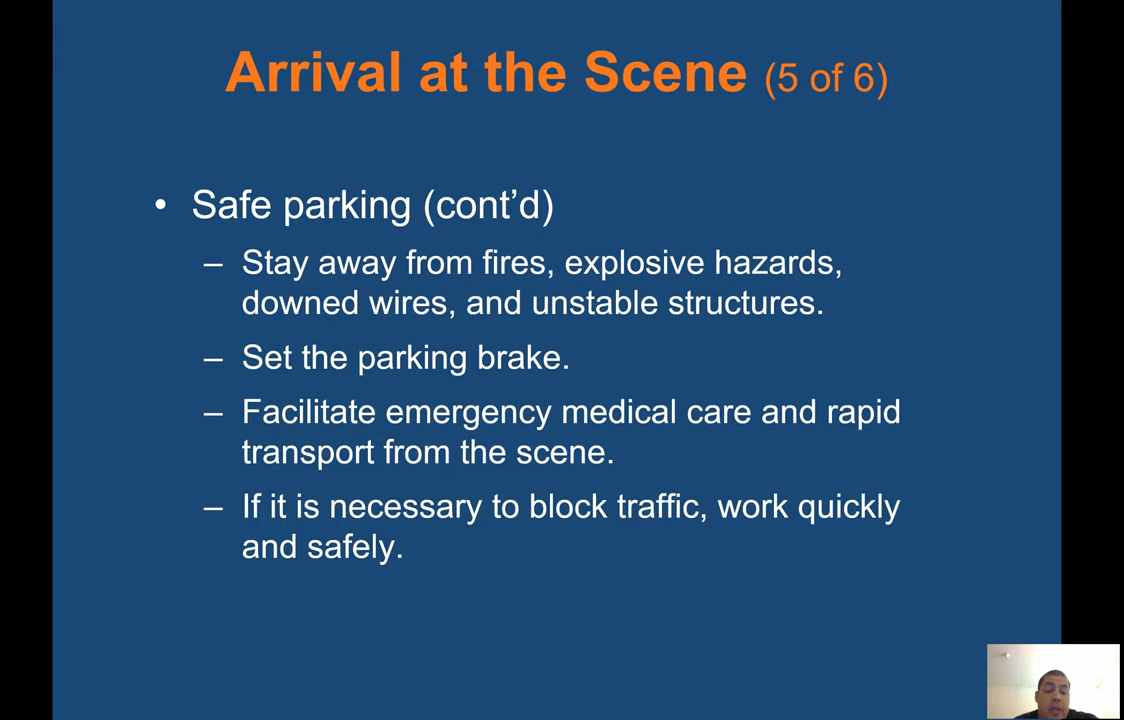 Arrival at the Scene (5 of 6)
• Safe parking (cont’d)
– Stay away from fires, explosive hazards,
downed wires, and unstable structures.
– Set the parking brake.
– Facilitate emergency medical care and rapid
transport from the scene.
– If it is necessary to block traffic, work quickly
and safely.